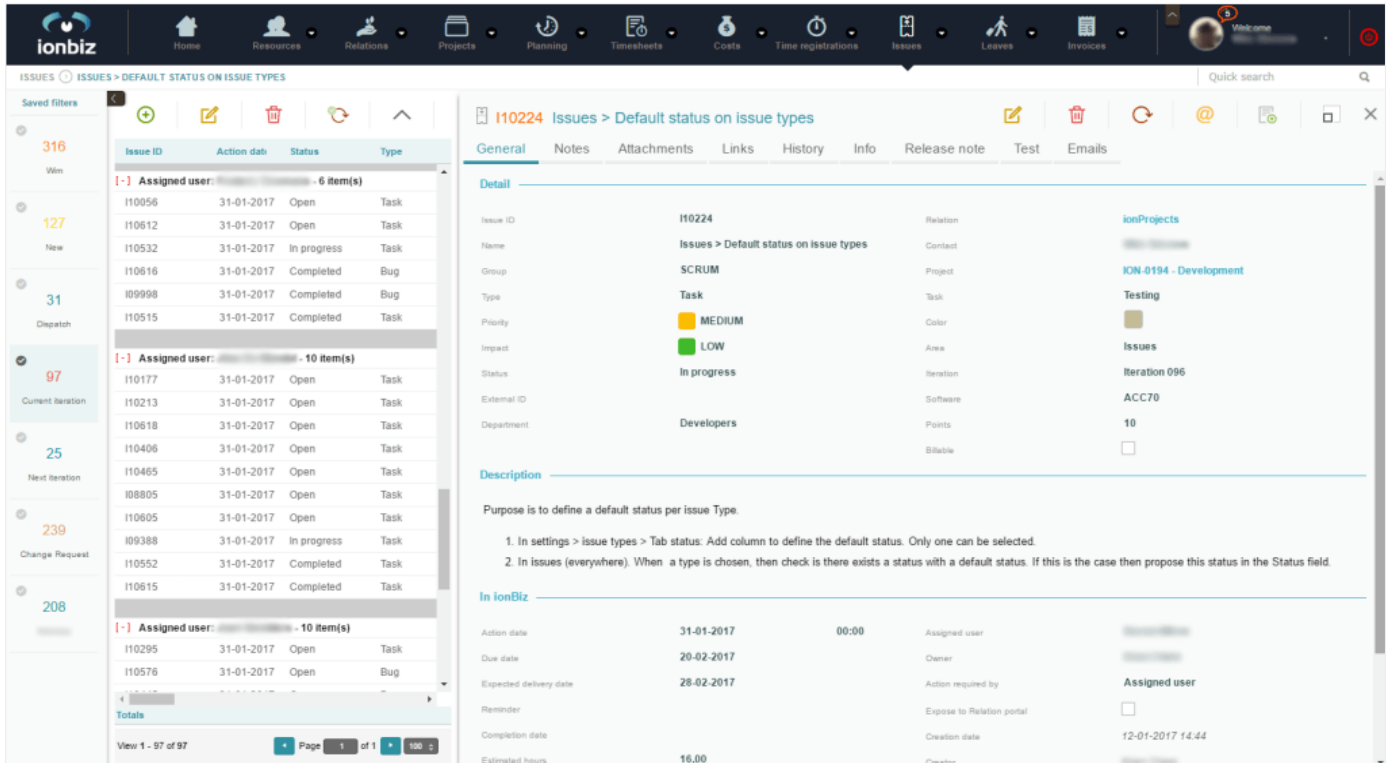 ionbiz
Home
Resources
Relations
Projects
Planning
Timesheets
Costs
Time registrations
Issues
Leaves
Invoices
5
Welcome
ISSUES ISSUES > DEFAULT STATUS ON ISSUE TYPES
Quick search
Saved filters
316
Wim
127
New
31
Dispatch
97
Current iteration
25
Next iteration
239
Change Request
208
Issue ID Action date Status Type
[-] Assigned user: - 6 item(s)
I10056 31-01-2017 Open Task
I10612 31-01-2017 Open Task
I10532 31-01-2017 In progress Task
I10616 31-01-2017 Completed Bug
I09998 31-01-2017 Completed Bug
I10515 31-01-2017 Completed Task
[-] Assigned user: - 10 item(s)
I10177 31-01-2017 Open Task
I10213 31-01-2017 Open Task
I10618 31-01-2017 Open Task
I10406 31-01-2017 Open Task
I10465 31-01-2017 Open Task
I08805 31-01-2017 Open Task
I10605 31-01-2017 Open Task
I09388 31-01-2017 In progress Task
I10552 31-01-2017 Completed Task
I10615 31-01-2017 Completed Task
[-] Assigned user: - 10 item(s)
I10295 31-01-2017 Open Task
I10576 31-01-2017 Open Bug
Totals
View 1 - 97 of 97 Page 1 of 1 100
I10224 Issues > Default status on issue types
General Notes Attachments Links History Info Release note Test Emails
Detail
Issue ID I10224 Relation ionProjects
Name Issues > Default status on issue types Contact
Group SCRUM Project ION-0194 - Development
Type Task Task Testing
Priority MEDIUM Color
Impact LOW Area Issues
Status In progress Iteration Iteration 096
External ID Software ACC70
Department Developers Points 10
Billable
Description
Purpose is to define a default status per issue Type.
1. In settings > issue types > Tab status: Add column to define the default status. Only one can be selected.
2. In issues (everywhere). When a type is chosen, then check is there exists a status with a default status. If this is the case then propose this status in the Status field.
In ionBiz
Action date 31-01-2017 00:00 Assigned user
Due date 20-02-2017 Owner
Expected delivery date 28-02-2017 Action required by Assigned user
Reminder Expose to Relation portal
Completion date Creation date 12-01-2017 14:44
Estimated hours 16.00 Creator